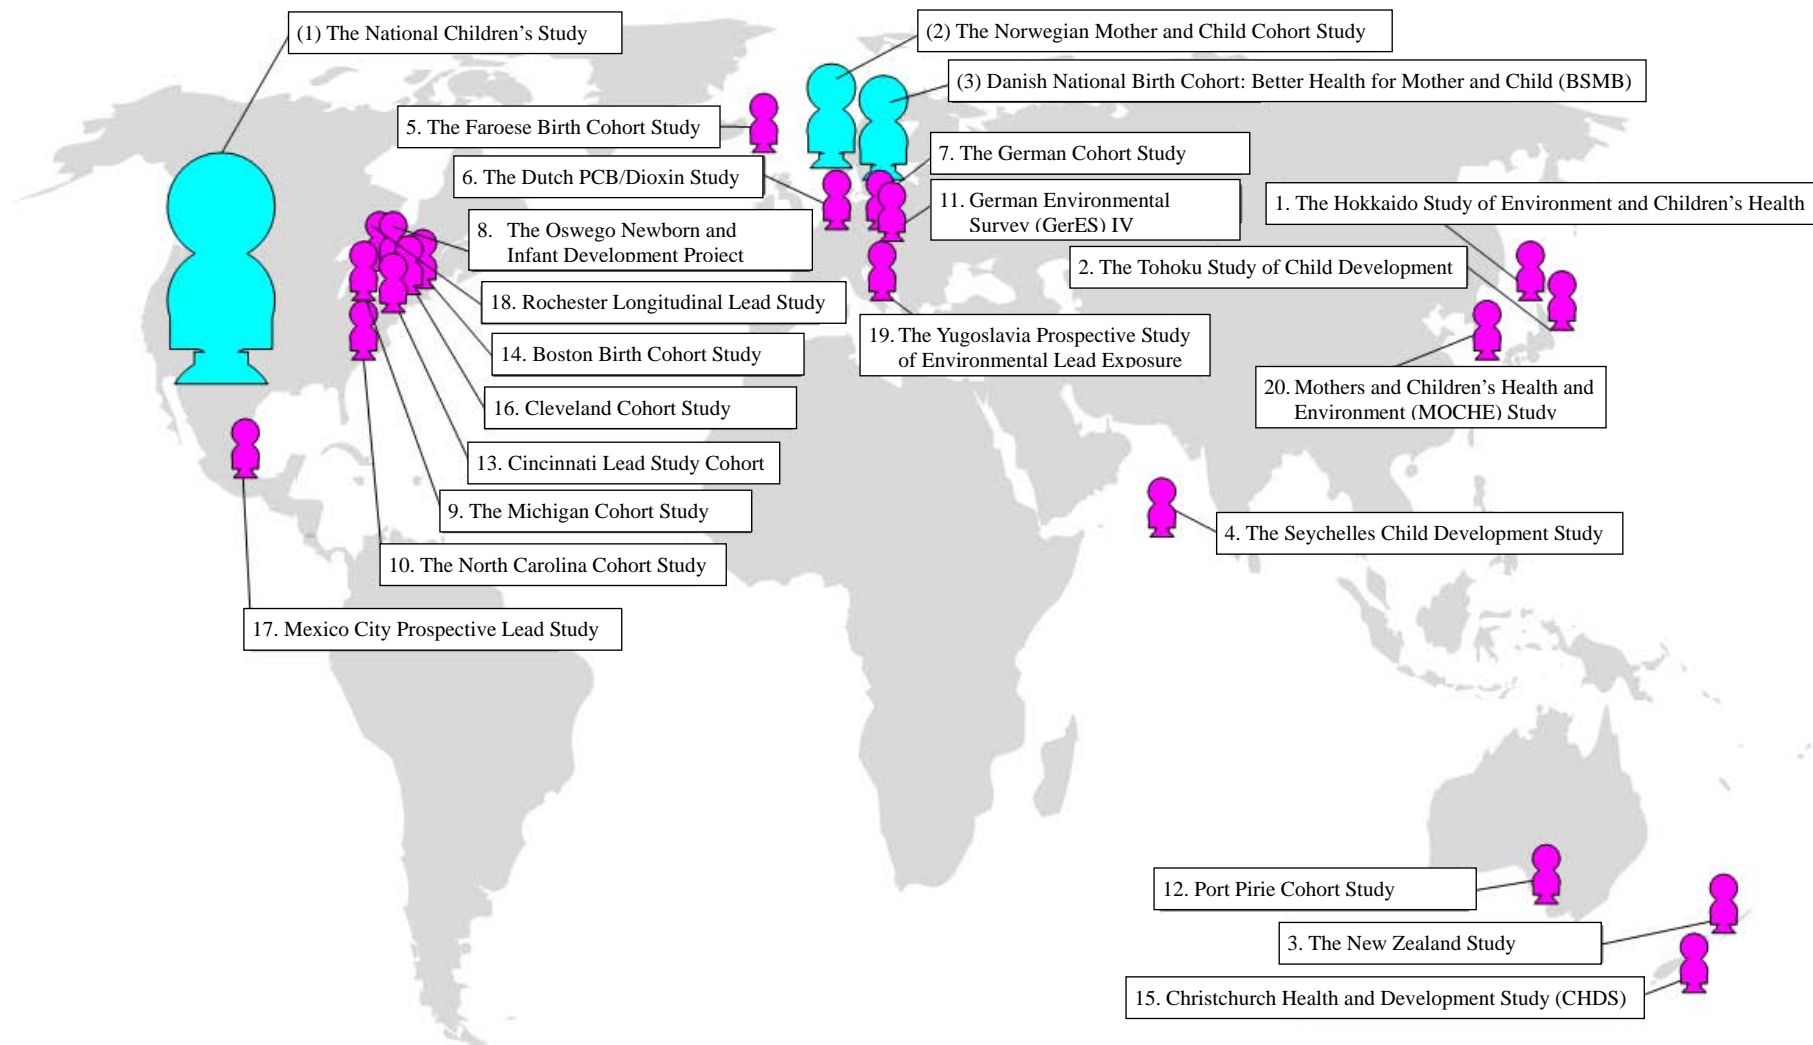 (1) The National Children's Study
(2) The Norwegian Mother and Child Cohort Study
(3) Danish National Birth Cohort: Better Health for Mother and Child (BSMB)
5. The Faroese Birth Cohort Study
7. The German Cohort Study
6. The Dutch PCB/Dioxin Study
11. German Environmental
Survey (GerES) IV
1. The Hokkaido Study of Environment and Children's Health
8. The Oswego Newborn and
Infant Development Project
2. The Tohoku Study of Child Development
18. Rochester Longitudinal Lead Study
19. The Yugoslavia Prospective Study
of Environmental Lead Exposure
14. Boston Birth Cohort Study
20. Mothers and Children's Health and
Environment (MOCHE) Study
16. Cleveland Cohort Study
13. Cincinnati Lead Study Cohort
9. The Michigan Cohort Study
4. The Seychelles Child Development Study
10. The North Carolina Cohort Study
17. Mexico City Prospective Lead Study
12. Port Pirie Cohort Study
3. The New Zealand Study
15. Christchurch Health and Development Study (CHDS)